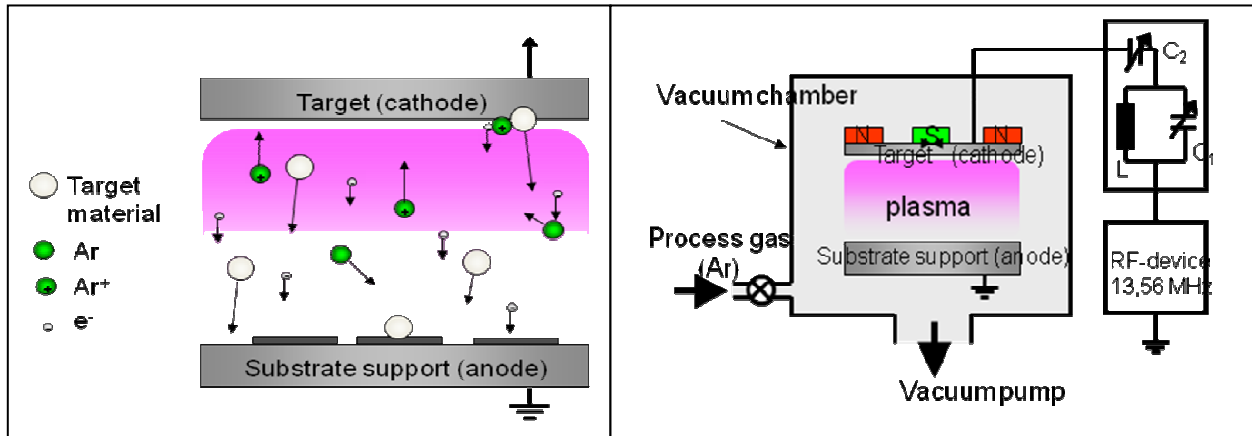 Target (cathode)
Target
material
Ar
Ar⁺
e⁻
Substrate support (anode)
Vacuumchamber
N S N
Target (cathode)
plasma
Process gas
(Ar)
Substrate support (anode)
Vacuumpump
C₂
C₁
L
RF-device
13,56 MHz